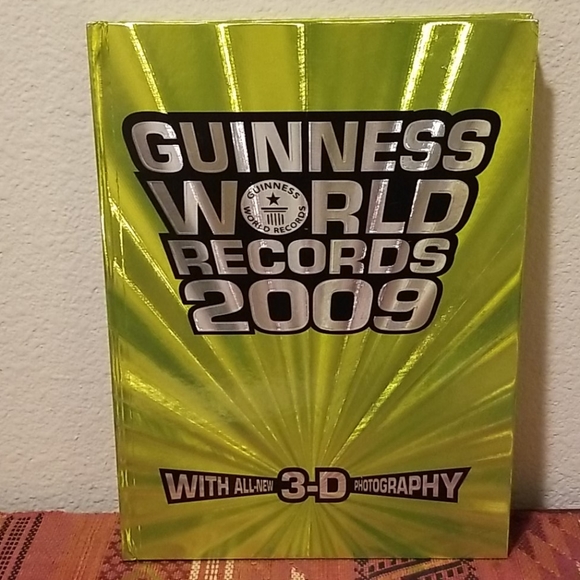 GUINNESS
WORLD
GUINNESS
WORLD RECORDS
RECORDS
2009
WITH ALL-NEW 3-D PHOTOGRAPHY